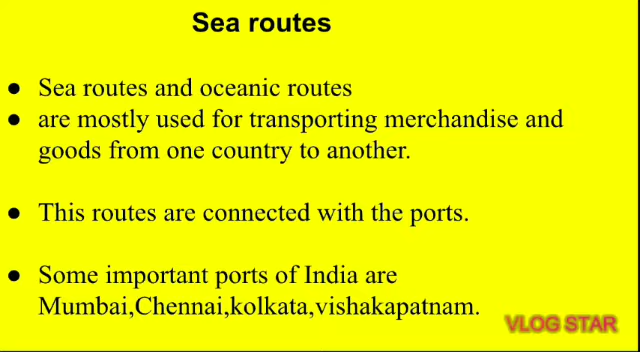 Sea routes
● Sea routes and oceanic routes
● are mostly used for transporting merchandise and
goods from one country to another.
● This routes are connected with the ports.
● Some important ports of India are
Mumbai,Chennai,kolkata,vishakapatnam.
VLOG STAR